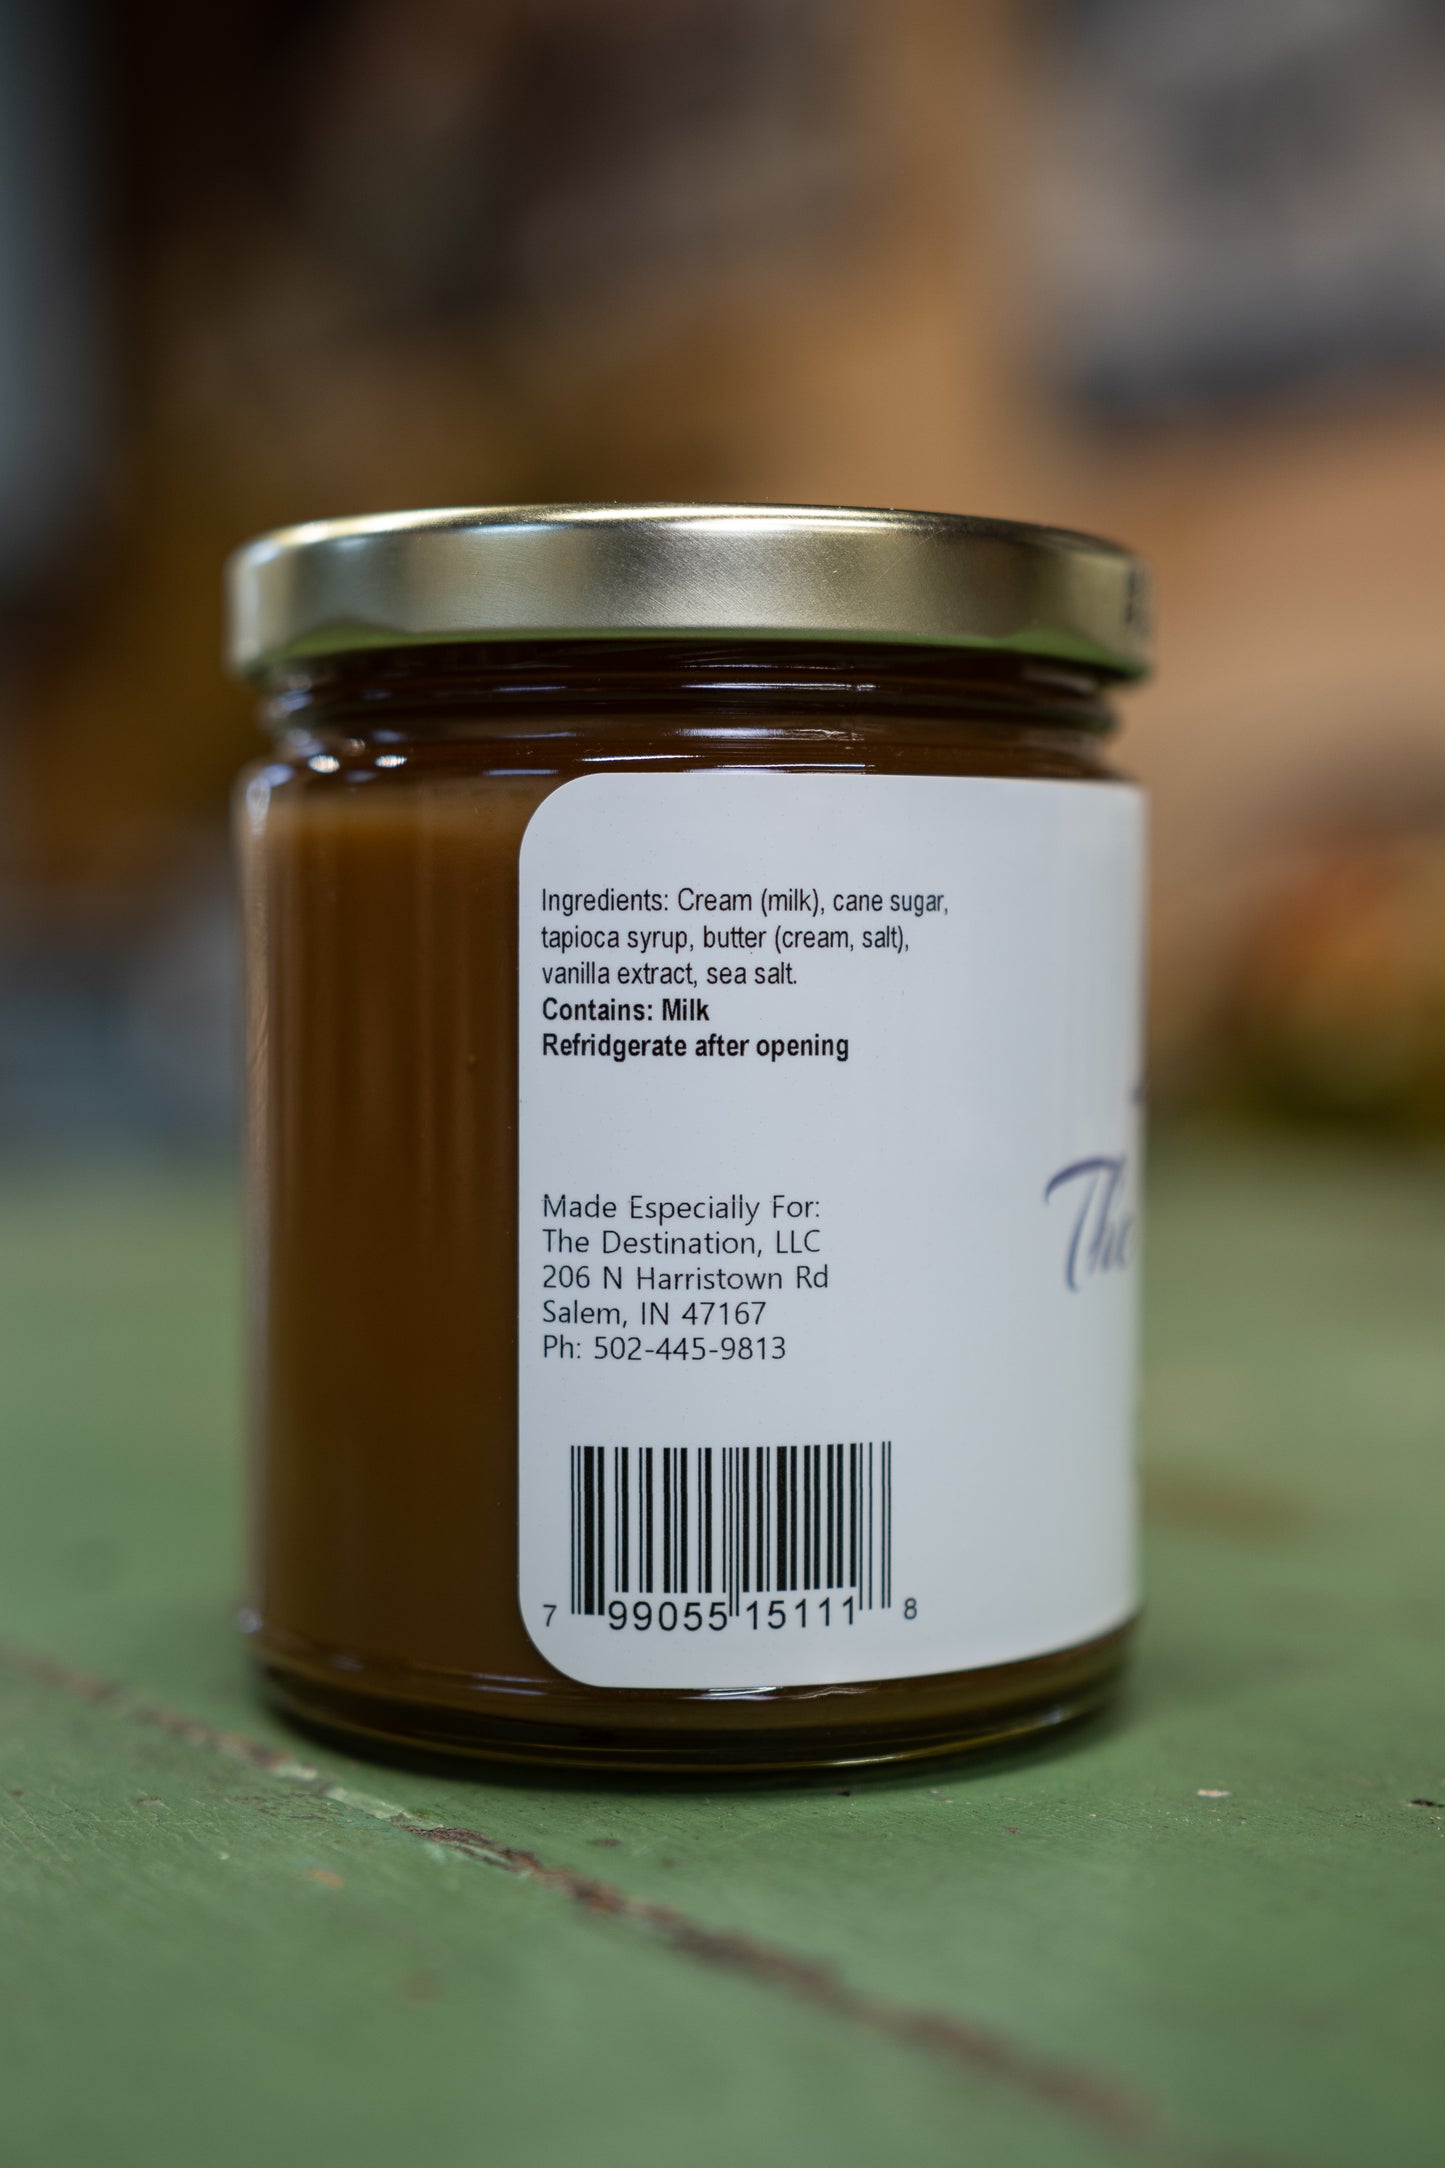 Ingredients: Cream (milk), cane sugar,
tapioca syrup, butter (cream, salt),
vanilla extract, sea salt.
Contains: Milk
Refridgerate after opening
The
Made Especially For:
The Destination, LLC
206 N Harristown Rd
Salem, IN 47167
Ph: 502-445-9813
7 99055 15111 8